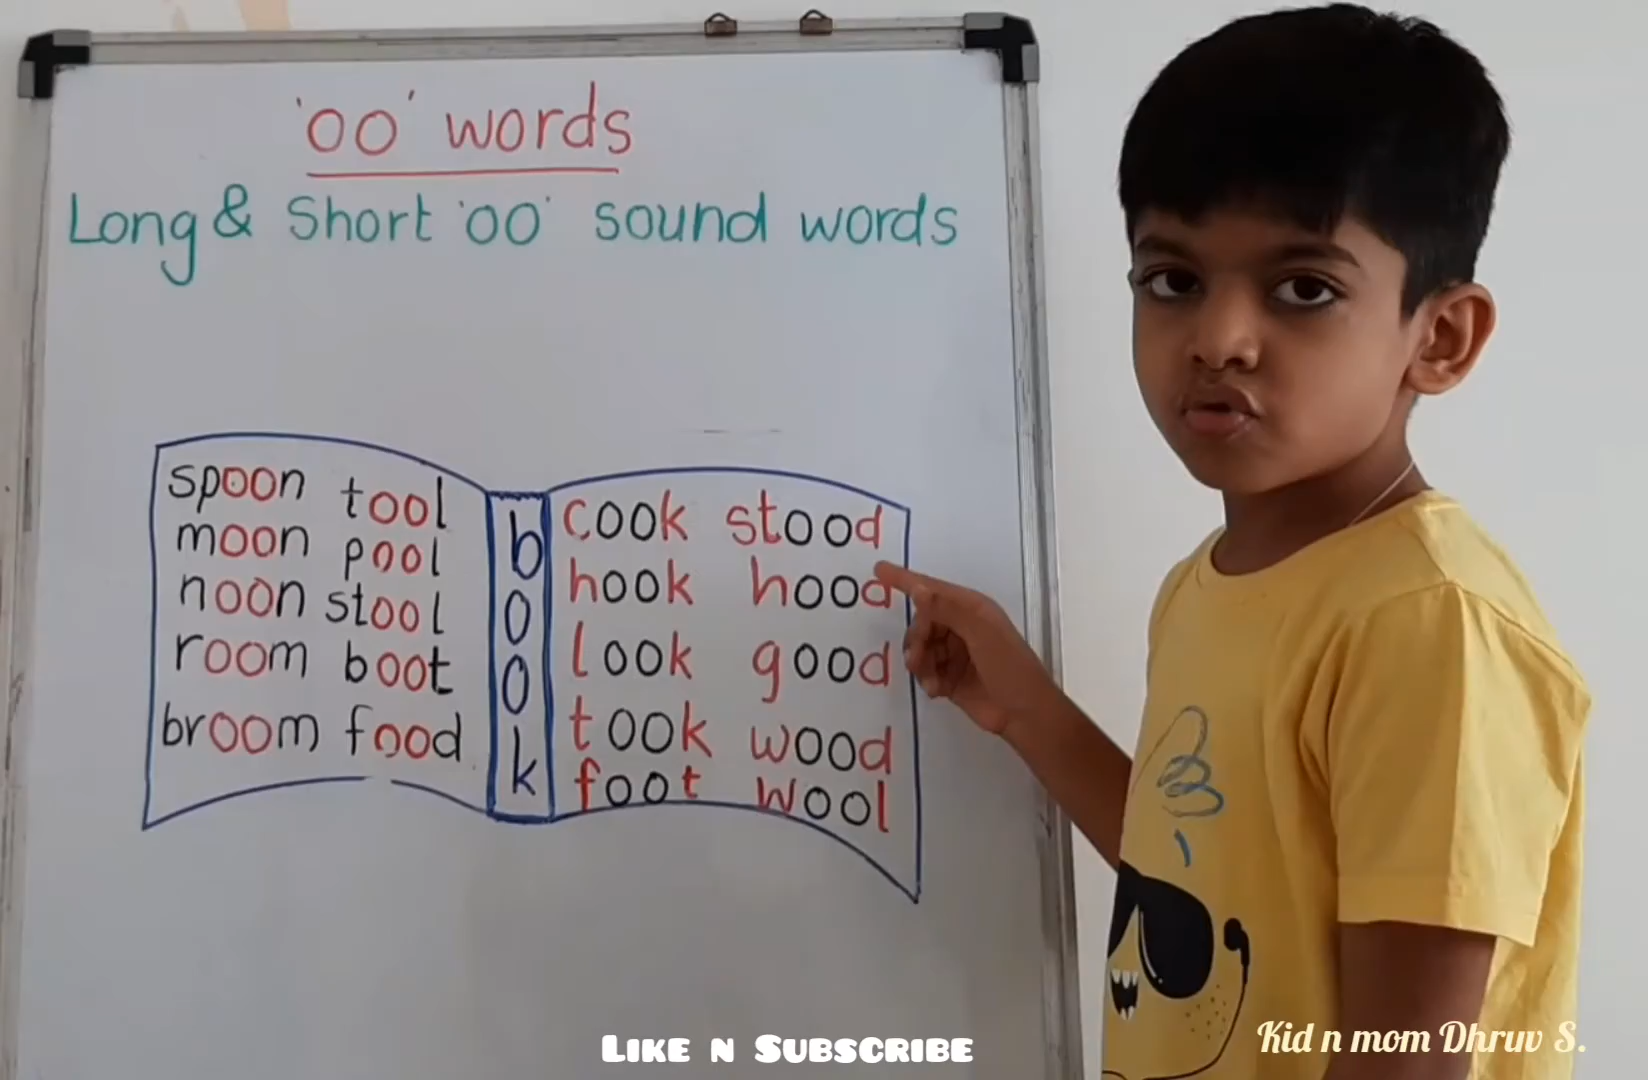 'oo' words
Long & Short 'oo' sound words
spoon tool
moon pool
noon stool
room boot
broom food
book
cook stood
hook hood
look good
took wood
foot wool
LIKE N SUBSCRIBE
Kid n mom Dhruv S.